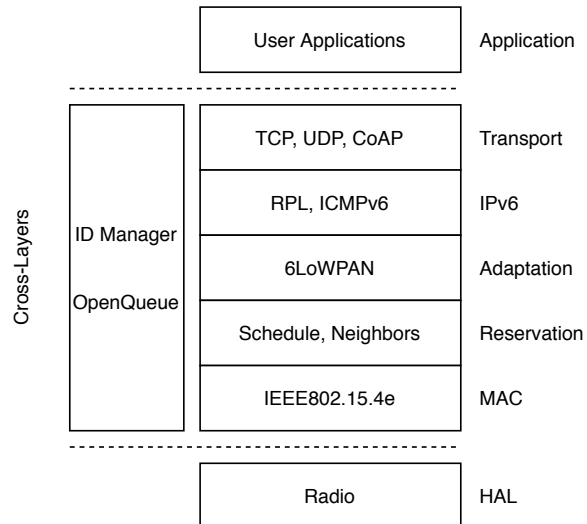 User Applications Application
Cross-Layers
ID Manager
OpenQueue
TCP, UDP, CoAP Transport
RPL, ICMPv6 IPv6
6LoWPAN Adaptation
Schedule, Neighbors Reservation
IEEE802.15.4e MAC
Radio HAL